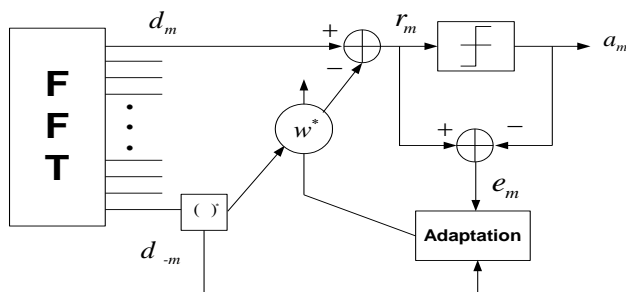 d_m
r_m
a_m
+
−
F
F
T
w*
+
−
e_m
( )*
Adaptation
d_-m